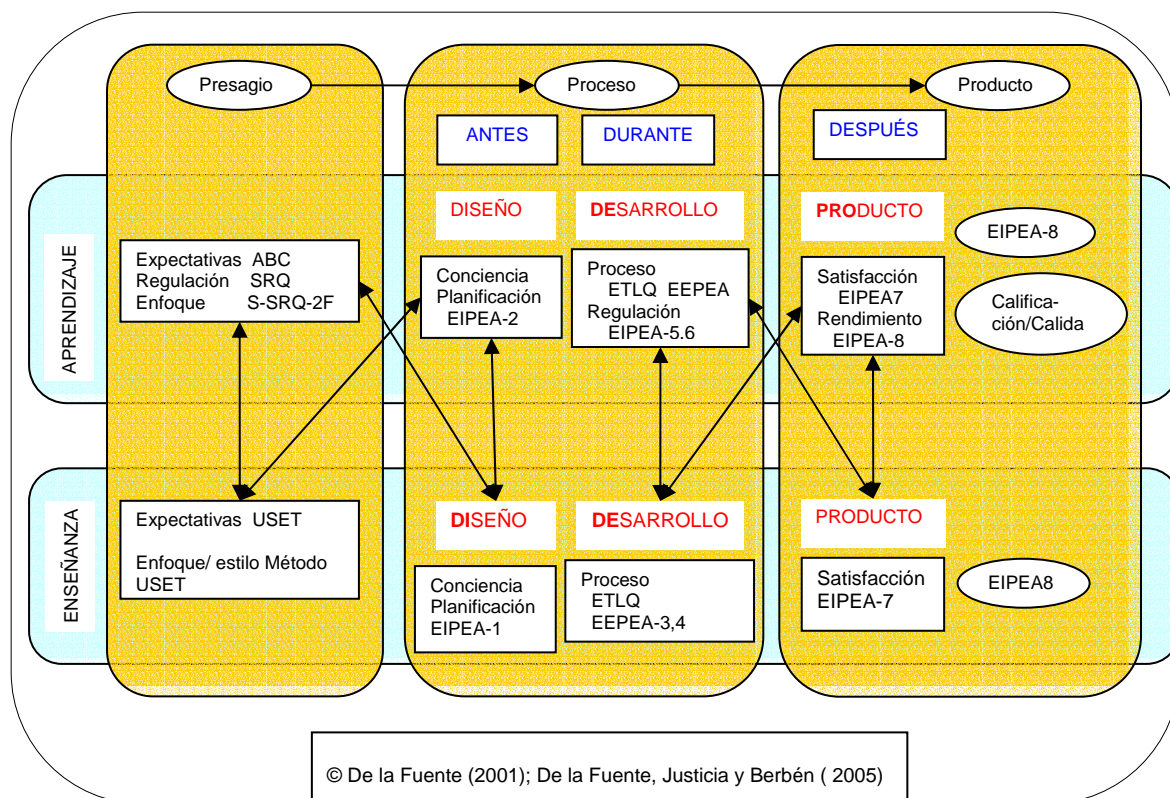 Presagio
Proceso
Producto
ANTES
DURANTE
DESPUÉS
APRENDIZAJE
DISEÑO
DESARROLLO
PRODUCTO
EIPEA-8
Expectativas ABC
Regulación SRQ
Enfoque S-SRQ-2F
Conciencia
Planificación
EIPEA-2
Proceso
ETLQ EEPEA
Regulación
EIPEA-5.6
Satisfacción
EIPEA7
Rendimiento
EIPEA-8
Califica-
ción/Calida
ENSEÑANZA
Expectativas USET
Enfoque/ estilo Método
USET
DISEÑO
DESARROLLO
PRODUCTO
Conciencia
Planificación
EIPEA-1
Proceso
ETLQ
EEPEA-3,4
Satisfacción
EIPEA-7
EIPEA8
© De la Fuente (2001); De la Fuente, Justicia y Berbén ( 2005)